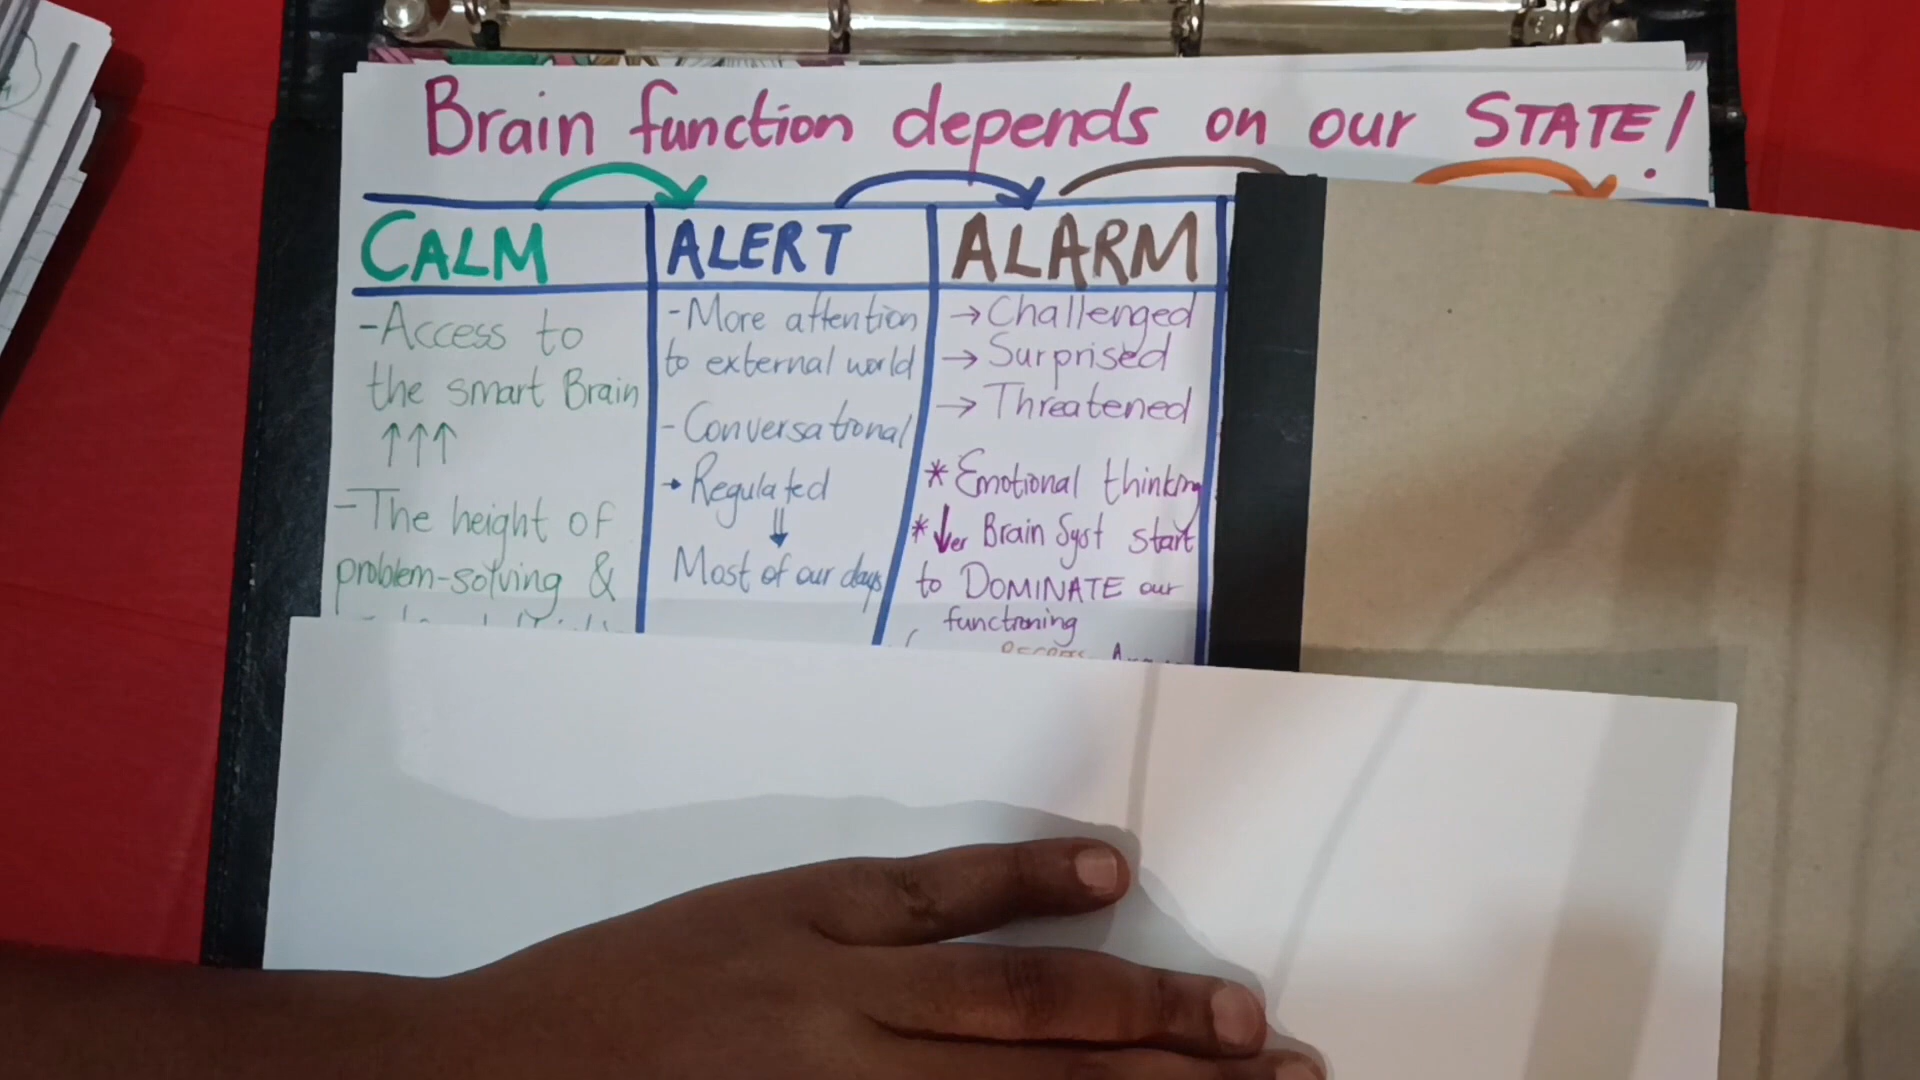 Brain function depends on our STATE!
CALM
-Access to
the smart Brain
↑↑↑
-The height of
problem-solving &
ALERT
-More attention
to external world
-Conversational
→Regulated
⇓
Most of our days
ALARM
→Challenged
→Surprised
→Threatened
*Emotional thinking
*↓er Brain Syst start
to DOMINATE our
functioning